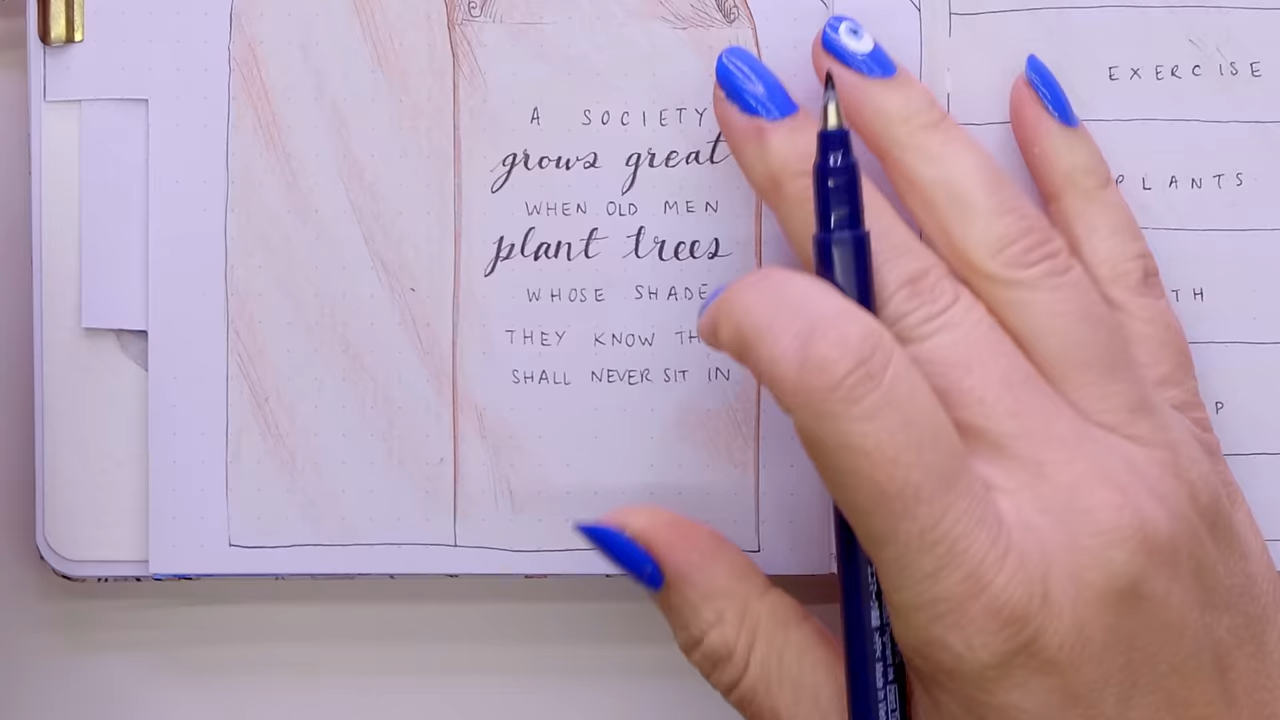 A SOCIETY
grows great
WHEN OLD MEN
plant trees
WHOSE SHADE
THEY KNOW
SHALL NEVER SIT IN
EXERCISE
PLANTS